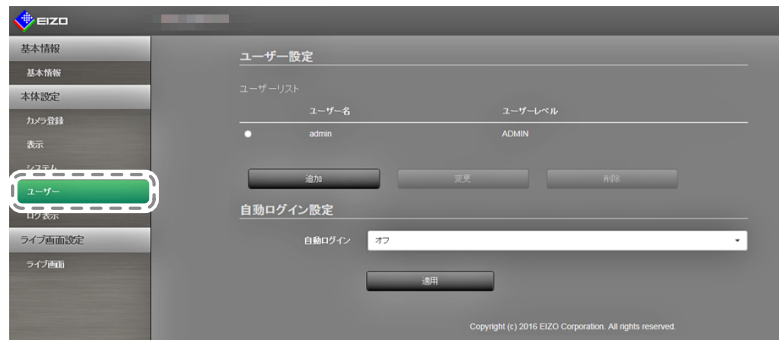 EIZO
基本情報
基本情報
本体設定
カメラ登録
表示
システム
ユーザー
ログ表示
ライブ画面設定
ライブ画面
ユーザー設定
ユーザーリスト
ユーザー名 ユーザーレベル
admin ADMIN
追加 変更 削除
自動ログイン設定
自動ログイン オフ
適用
Copyright (c) 2016 EIZO Corporation. All rights reserved.